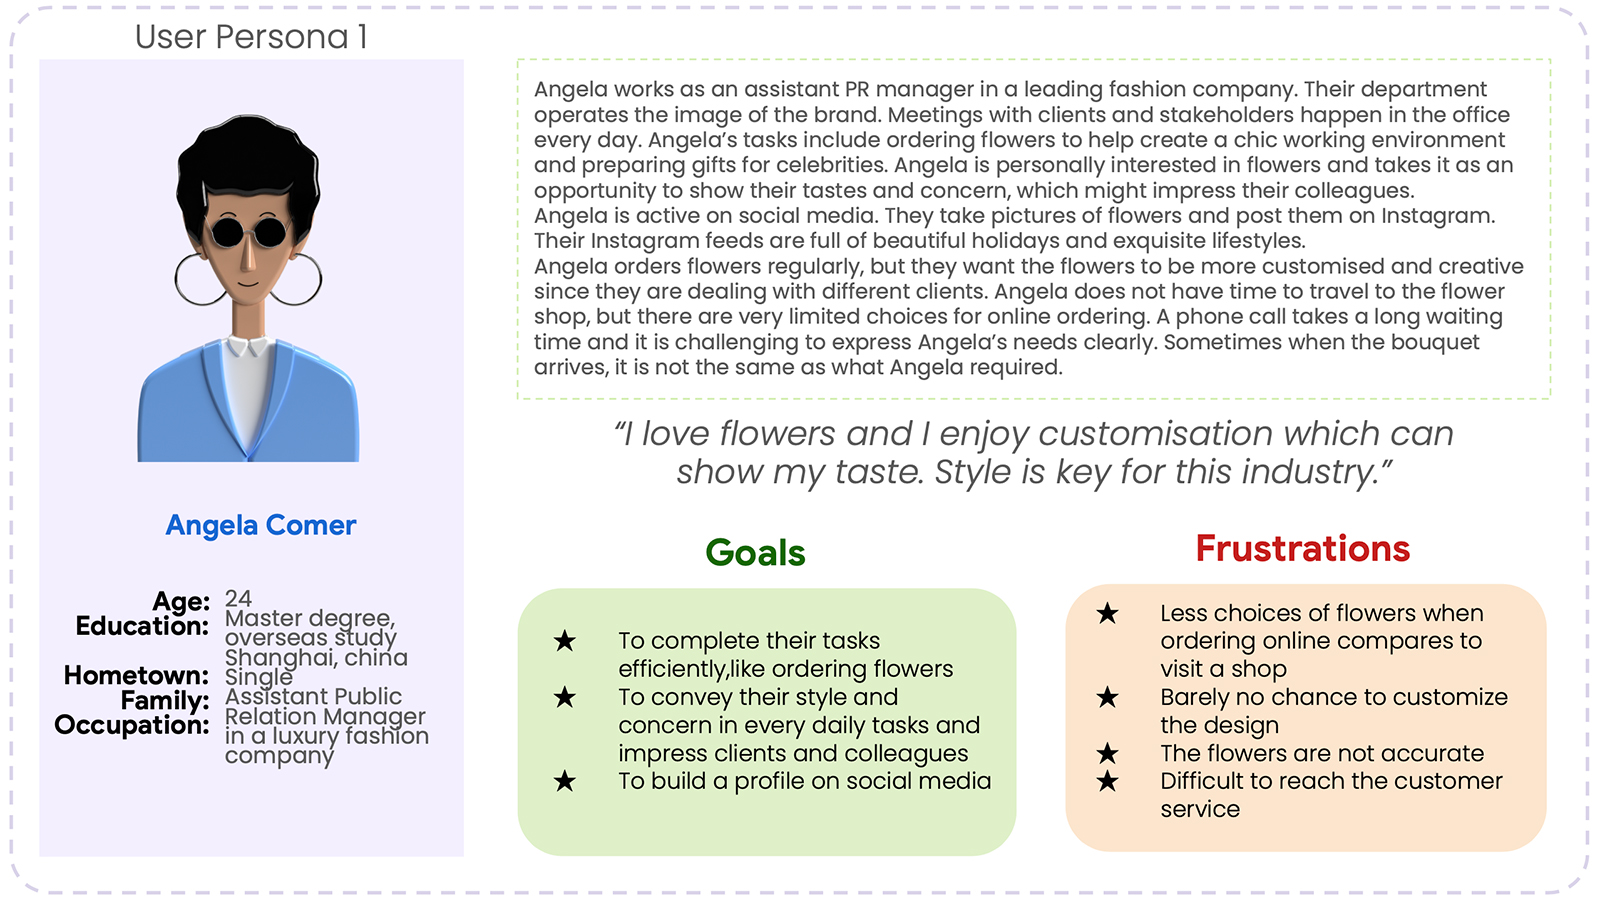 User Persona 1
Angela Comer
Age: 24
Education: Master degree,
overseas study
Hometown: Shanghai, china
Family: Single
Occupation: Assistant Public
Relation Manager
in a luxury fashion
company
Angela works as an assistant PR manager in a leading fashion company. Their department
operates the image of the brand. Meetings with clients and stakeholders happen in the office
every day. Angela’s tasks include ordering flowers to help create a chic working environment
and preparing gifts for celebrities. Angela is personally interested in flowers and takes it as an
opportunity to show their tastes and concern, which might impress their colleagues.
Angela is active on social media. They take pictures of flowers and post them on Instagram.
Their Instagram feeds are full of beautiful holidays and exquisite lifestyles.
Angela orders flowers regularly, but they want the flowers to be more customised and creative
since they are dealing with different clients. Angela does not have time to travel to the flower
shop, but there are very limited choices for online ordering. A phone call takes a long waiting
time and it is challenging to express Angela’s needs clearly. Sometimes when the bouquet
arrives, it is not the same as what Angela required.
“I love flowers and I enjoy customisation which can
show my taste. Style is key for this industry.”
Goals
★ To complete their tasks
efficiently,like ordering flowers
★ To convey their style and
concern in every daily tasks and
impress clients and colleagues
★ To build a profile on social media
Frustrations
★ Less choices of flowers when
ordering online compares to
visit a shop
★ Barely no chance to customize
the design
★ The flowers are not accurate
★ Difficult to reach the customer
service